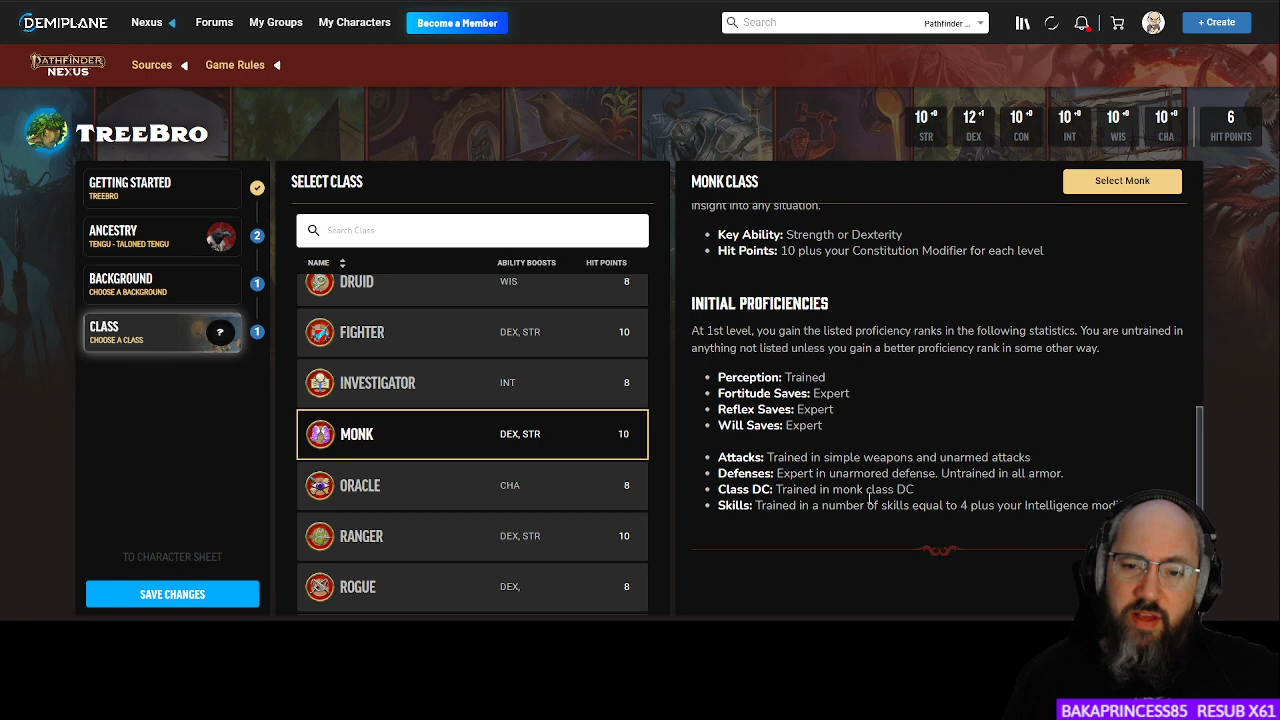 DEMIPLANE
Nexus
Forums
My Groups
My Characters
Become a Member
Search
Pathfinder ...
+ Create
PATHFINDER
NEXUS
Sources
Game Rules
TREEBRO
10 +0
STR
12 +1
DEX
10 +0
CON
10 +0
INT
10 +0
WIS
10 +0
CHA
6
HIT POINTS
GETTING STARTED
TREEBRO
ANCESTRY
TENGU - TALONED TENGU
2
BACKGROUND
CHOOSE A BACKGROUND
1
CLASS
CHOOSE A CLASS
?
1
TO CHARACTER SHEET
SAVE CHANGES
SELECT CLASS
Search Class
NAME ABILITY BOOSTS HIT POINTS
DRUID WIS 8
FIGHTER DEX, STR 10
INVESTIGATOR INT 8
MONK DEX, STR 10
ORACLE CHA 8
RANGER DEX, STR 10
ROGUE DEX, 8
MONK CLASS
Select Monk
insight into any situation.
Key Ability: Strength or Dexterity
Hit Points: 10 plus your Constitution Modifier for each level
INITIAL PROFICIENCIES
At 1st level, you gain the listed proficiency ranks in the following statistics. You are untrained in
anything not listed unless you gain a better proficiency rank in some other way.
Perception: Trained
Fortitude Saves: Expert
Reflex Saves: Expert
Will Saves: Expert
Attacks: Trained in simple weapons and unarmed attacks
Defenses: Expert in unarmored defense. Untrained in all armor.
Class DC: Trained in monk class DC
Skills: Trained in a number of skills equal to 4 plus your Intelligence modi
BAKAPRINCESS85 RESUB X61